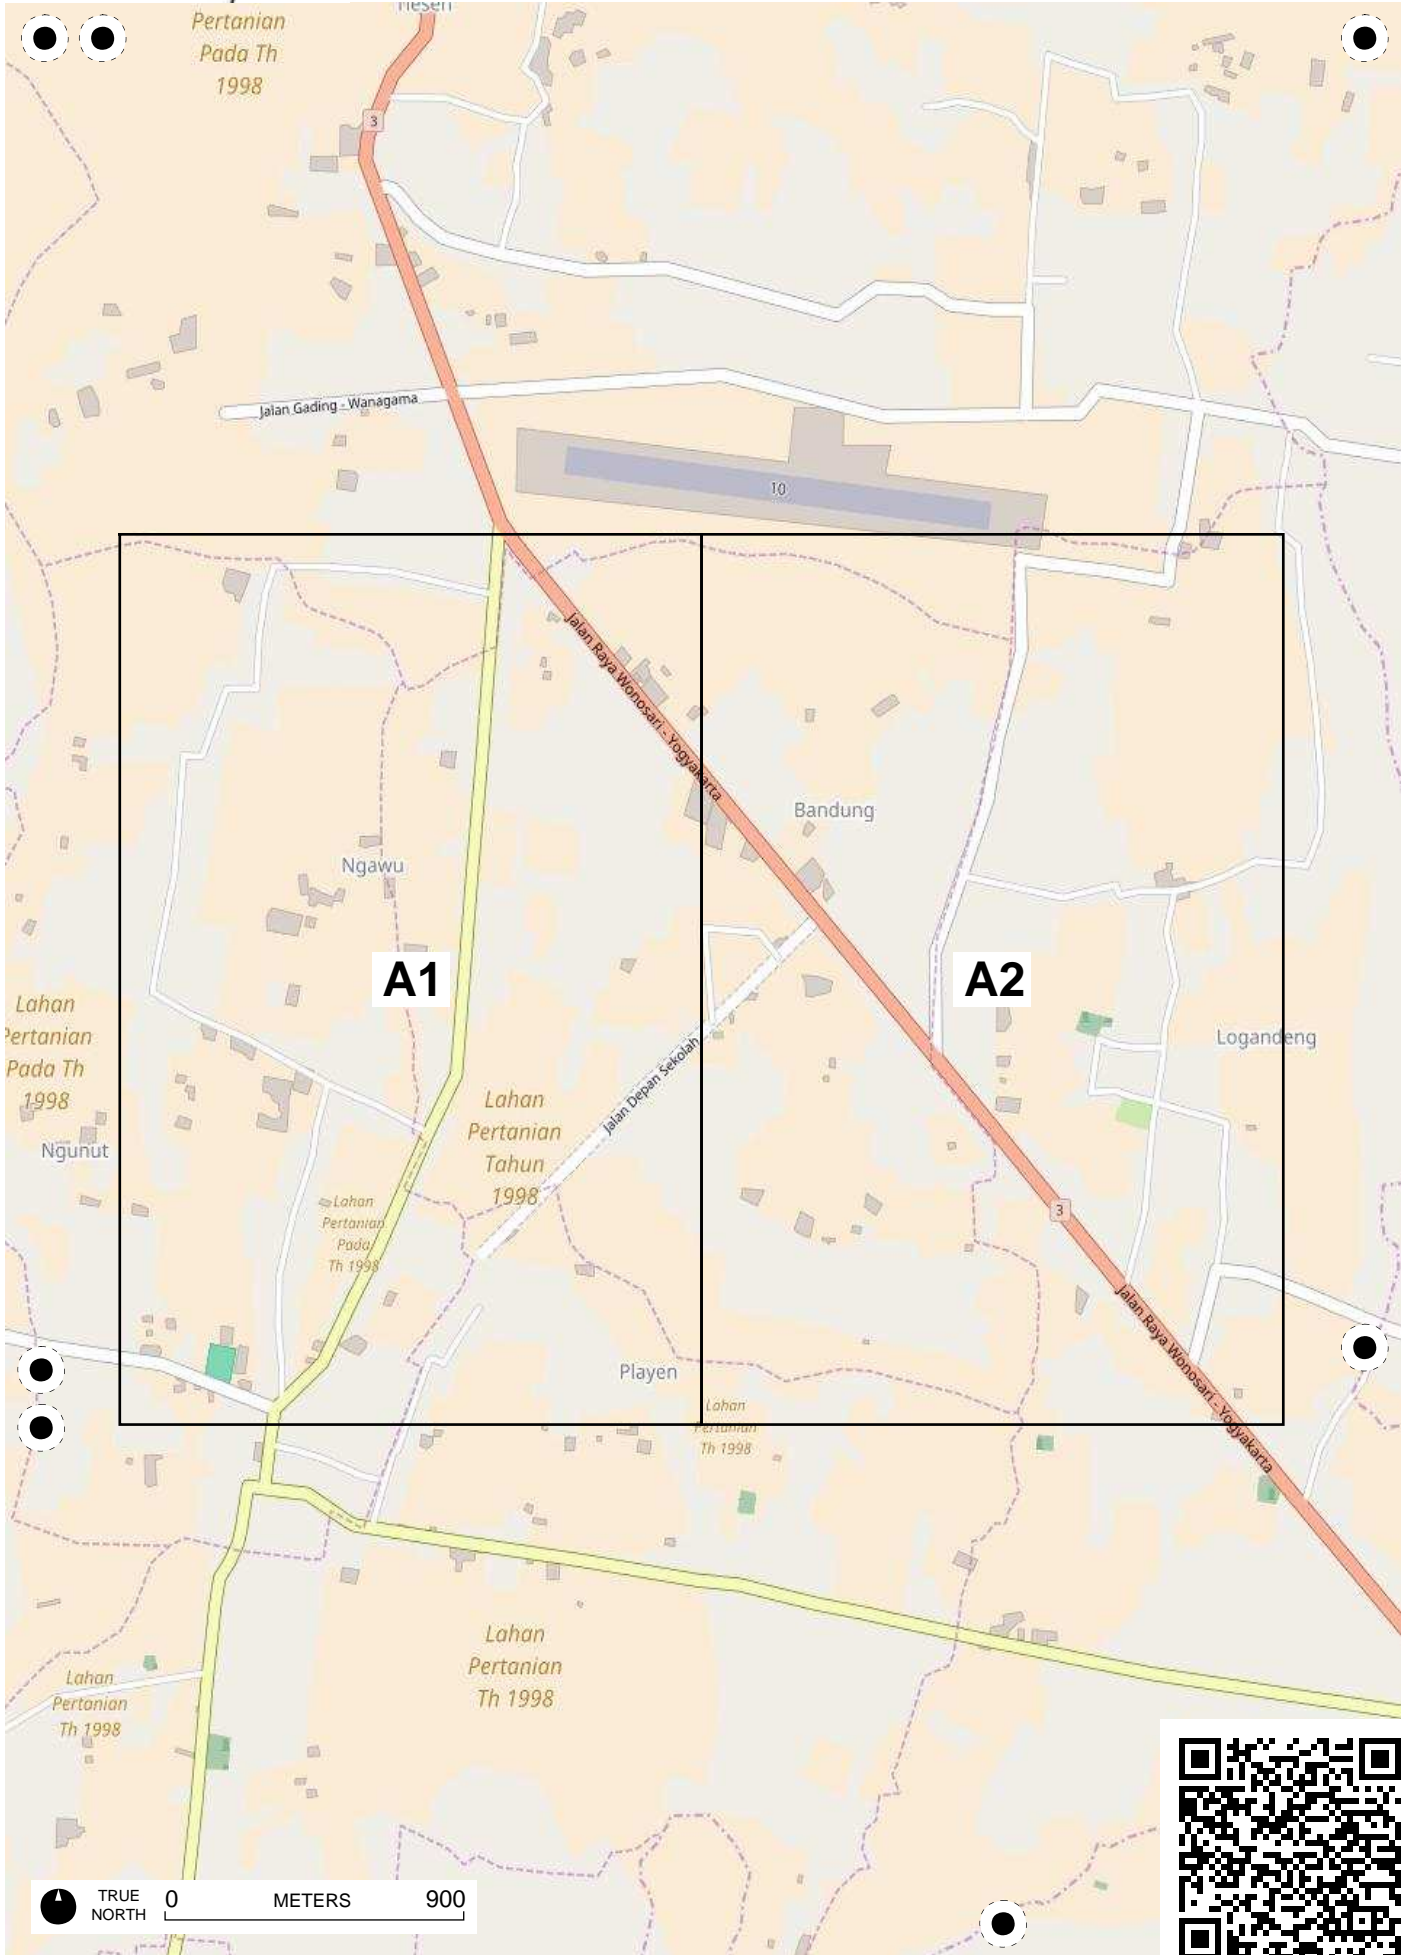 Hesen
Pertanian
Pada Th
1998
3
Jalan Gading - Wanagama
10
Jalan Raya Wonosari - Yogyakarta
Bandung
Ngawu
A1
A2
Lahan
Pertanian
Pada Th
1998
Logandeng
Lahan
Pertanian
Tahun
1998
Jalan Depan Sekolah
Ngunut
Lahan
Pertanian
Pada
Th 1998
3
Jalan Raya Wonosari - Yogyakarta
Playen
Lahan
Pertanian
Th 1998
Lahan
Pertanian
Th 1998
Lahan
Pertanian
Th 1998
TRUE
NORTH
0 METERS 900